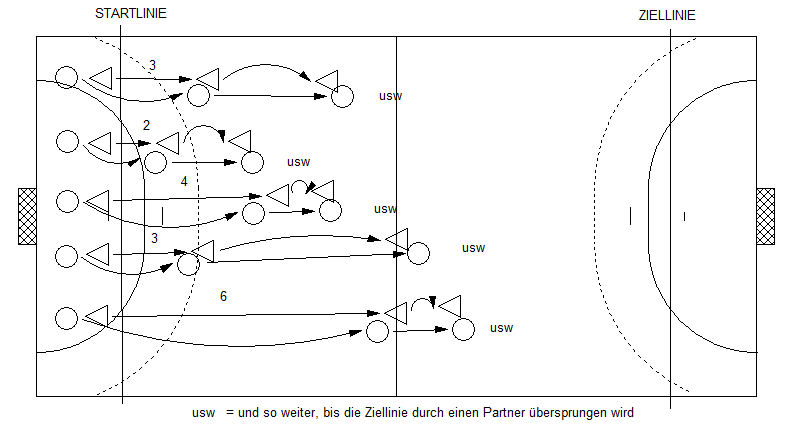 STARTLINIE
ZIELLINIE
3
usw
2
usw
4
usw
3
usw
6
usw
usw = und so weiter, bis die Ziellinie durch einen Partner übersprungen wird